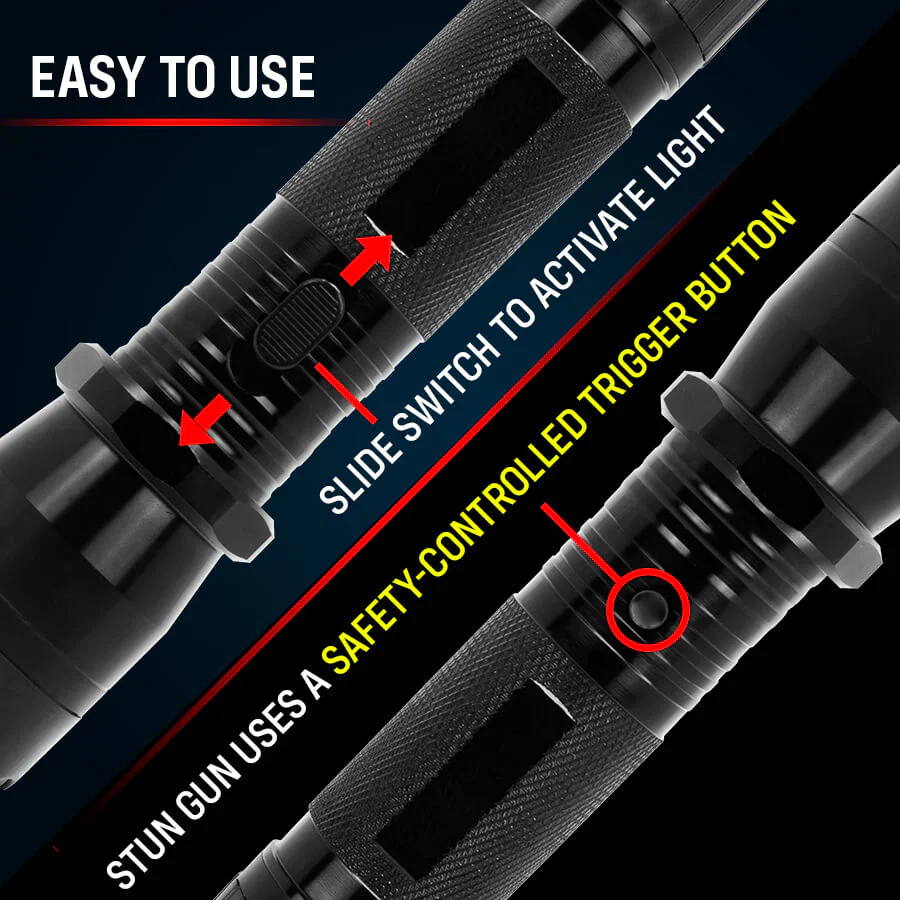 EASY TO USE
SLIDE SWITCH TO ACTIVATE LIGHT
STUN GUN USES A SAFETY-CONTROLLED TRIGGER BUTTON